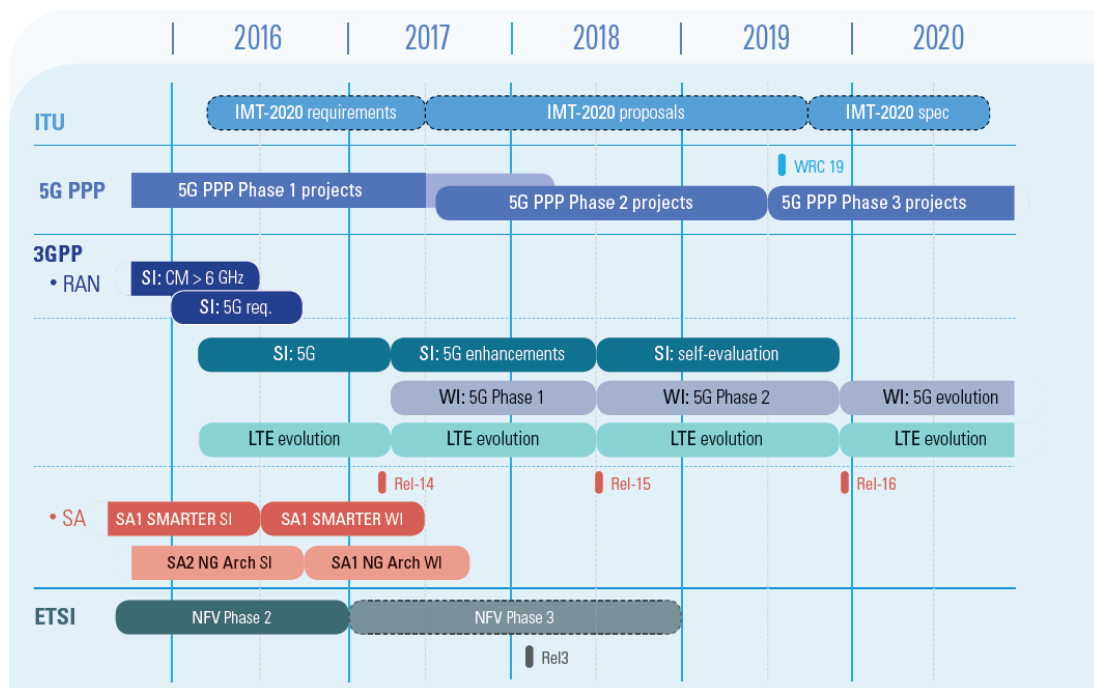 2016 2017 2018 2019 2020
ITU
IMT-2020 requirements IMT-2020 proposals IMT-2020 spec
WRC 19
5G PPP
5G PPP Phase 1 projects
5G PPP Phase 2 projects 5G PPP Phase 3 projects
3GPP
• RAN
SI: CM > 6 GHz
SI: 5G req.
SI: 5G SI: 5G enhancements SI: self-evaluation
WI: 5G Phase 1 WI: 5G Phase 2 WI: 5G evolution
LTE evolution LTE evolution LTE evolution LTE evolution
Rel-14 Rel-15 Rel-16
• SA
SA1 SMARTER SI SA1 SMARTER WI
SA2 NG Arch SI SA1 NG Arch WI
ETSI
NFV Phase 2 NFV Phase 3
Rel3